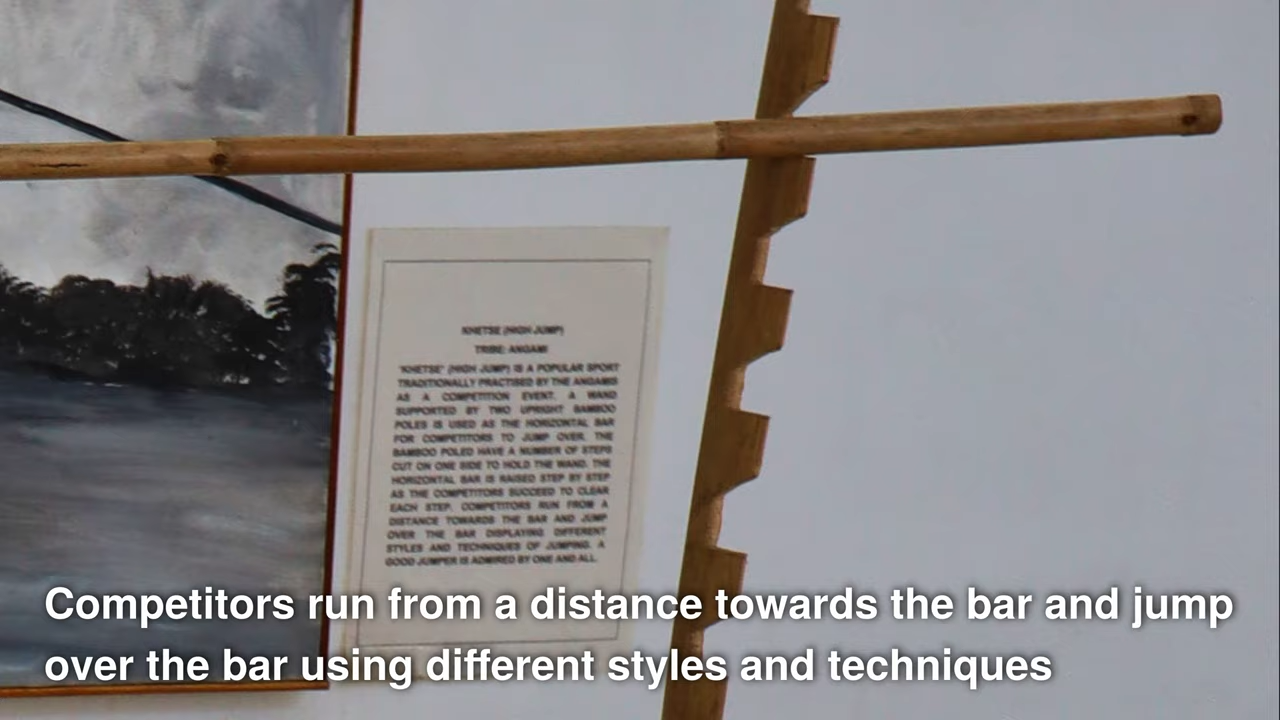 KHETSE (HIGH JUMP)
TRIBE: ANGAMI
'KHETSE' (HIGH JUMP) IS A POPULAR SPORT
TRADITIONALLY PRACTISED BY THE ANGAMIS
AS A COMPETITION EVENT. A WAND
SUPPORTED BY TWO UPRIGHT BAMBOO
POLES IS USED AS THE HORIZONTAL BAR
FOR COMPETITORS TO JUMP OVER. THE
BAMBOO POLED HAVE A NUMBER OF STEPS
CUT ON ONE SIDE TO HOLD THE WAND. THE
HORIZONTAL BAR IS RAISED STEP BY STEP
AS THE COMPETITORS SUCCEED TO CLEAR
EACH STEP. COMPETITORS RUN FROM A
DISTANCE TOWARDS THE BAR AND JUMP
OVER THE BAR DISPLAYING DIFFERENT
STYLES AND TECHNIQUES OF JUMPING. A
GOOD JUMPER IS ADMIRED BY ONE AND ALL.
Competitors run from a distance towards the bar and jump
over the bar using different styles and techniques